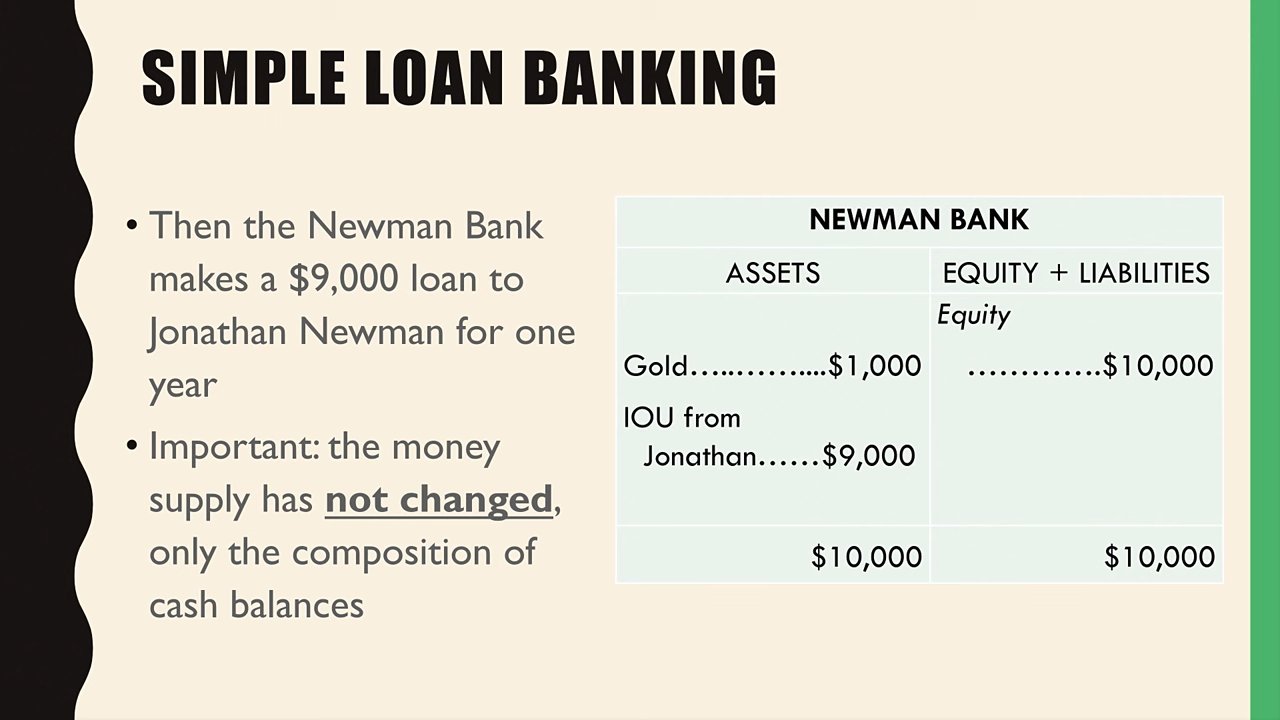 SIMPLE LOAN BANKING
• Then the Newman Bank
makes a $9,000 loan to
Jonathan Newman for one
year
• Important: the money
supply has not changed,
only the composition of
cash balances
NEWMAN BANK
ASSETS EQUITY + LIABILITIES
Equity
Gold…..……....$1,000 ………….$10,000
IOU from
Jonathan……$9,000
$10,000 $10,000